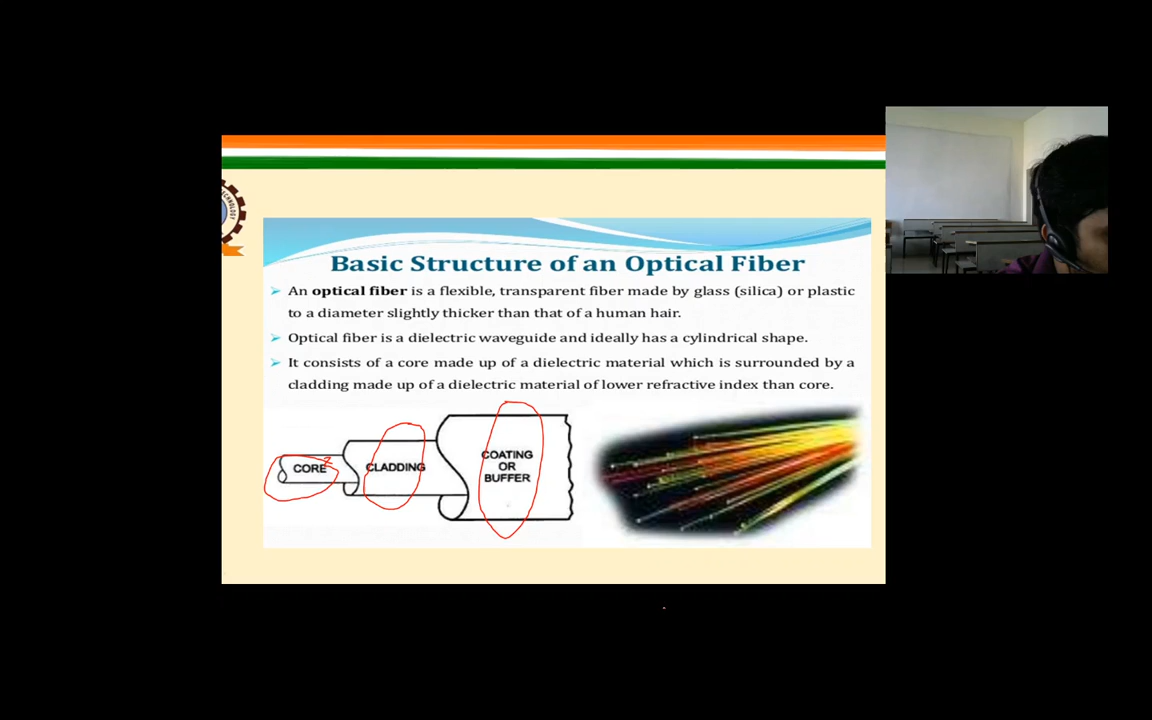 TECHNOLOGY
Basic Structure of an Optical Fiber
➢ An optical fiber is a flexible, transparent fiber made by glass (silica) or plastic
to a diameter slightly thicker than that of a human hair.
➢ Optical fiber is a dielectric waveguide and ideally has a cylindrical shape.
➢ It consists of a core made up of a dielectric material which is surrounded by a
cladding made up of a dielectric material of lower refractive index than core.
CORE
CLADDING
COATING
OR
BUFFER